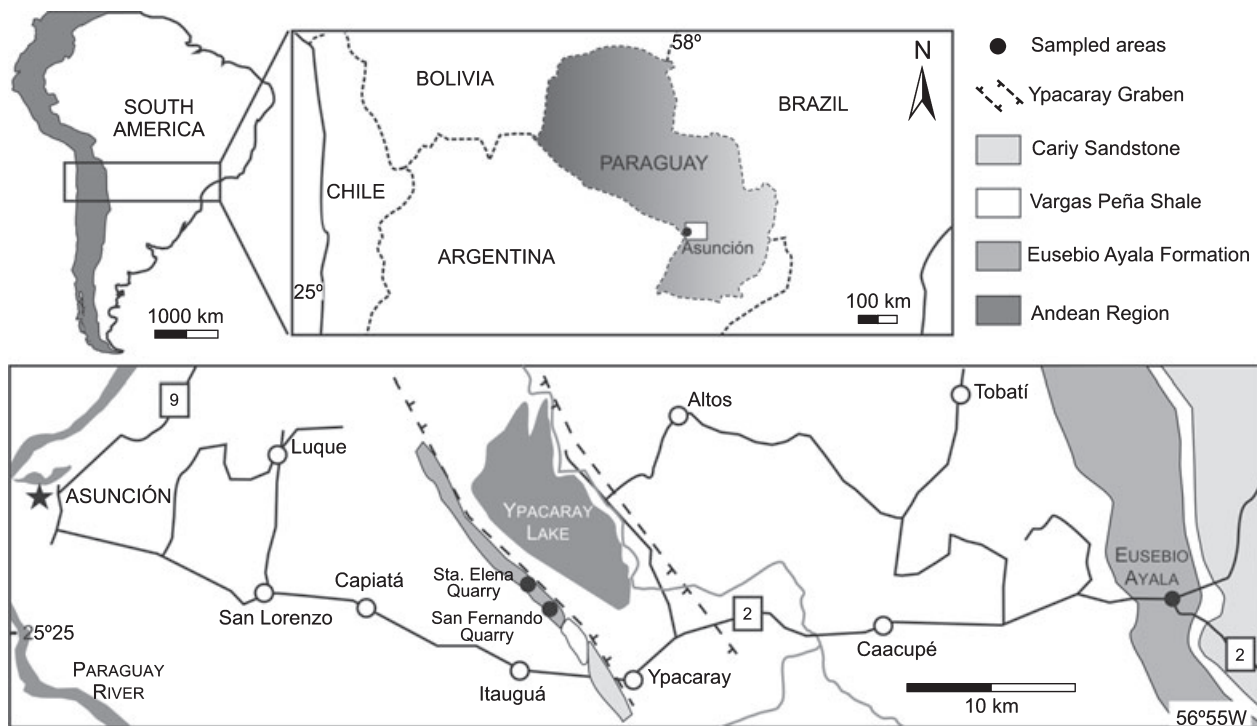 SOUTH
AMERICA
1000 km
58º
BOLIVIA
BRAZIL
N
PARAGUAY
CHILE
Asunción
ARGENTINA
25º
100 km
Sampled areas
Ypacaray Graben
Cariy Sandstone
Vargas Peña Shale
Eusebio Ayala Formation
Andean Region
9
Luque
ASUNCIÓN
Altos
Tobatí
YPACARAY
LAKE
EUSEBIO
AYALA
Sta. Elena
Quarry
San Fernando
Quarry
Capiatá
San Lorenzo
2
Caacupé
25º25
2
PARAGUAY
RIVER
Itauguá
Ypacaray
10 km
56º55W